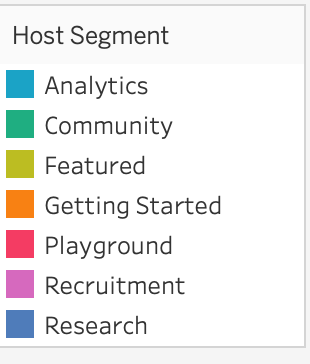 Host Segment
Analytics
Community
Featured
Getting Started
Playground
Recruitment
Research